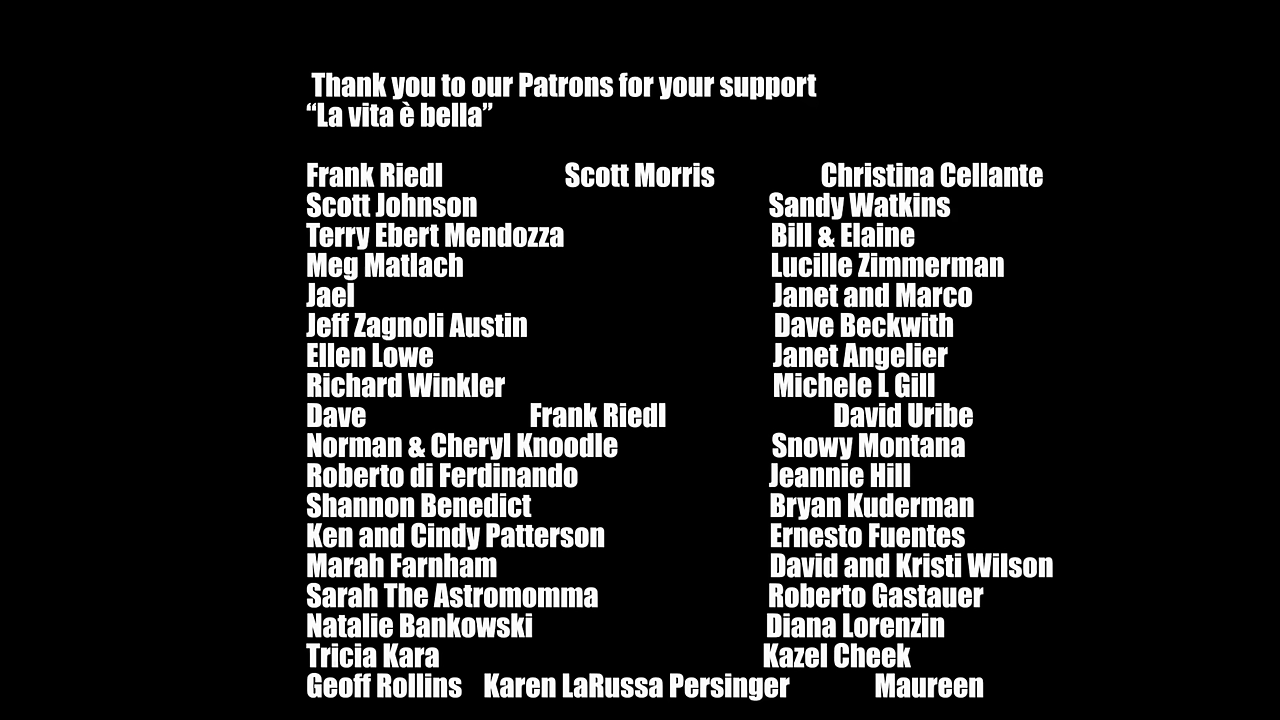 Thank you to our Patrons for your support
“La vita è bella”
Frank Riedl Scott Morris Christina Cellante
Scott Johnson Sandy Watkins
Terry Ebert Mendozza Bill & Elaine
Meg Matlach Lucille Zimmerman
Jael Janet and Marco
Jeff Zagnoli Austin Dave Beckwith
Ellen Lowe Janet Angelier
Richard Winkler Michele L Gill
Dave Frank Riedl David Uribe
Norman & Cheryl Knoodle Snowy Montana
Roberto di Ferdinando Jeannie Hill
Shannon Benedict Bryan Kuderman
Ken and Cindy Patterson Ernesto Fuentes
Marah Farnham David and Kristi Wilson
Sarah The Astromomma Roberto Gastauer
Natalie Bankowski Diana Lorenzin
Tricia Kara Kazel Cheek
Geoff Rollins Karen LaRussa Persinger Maureen